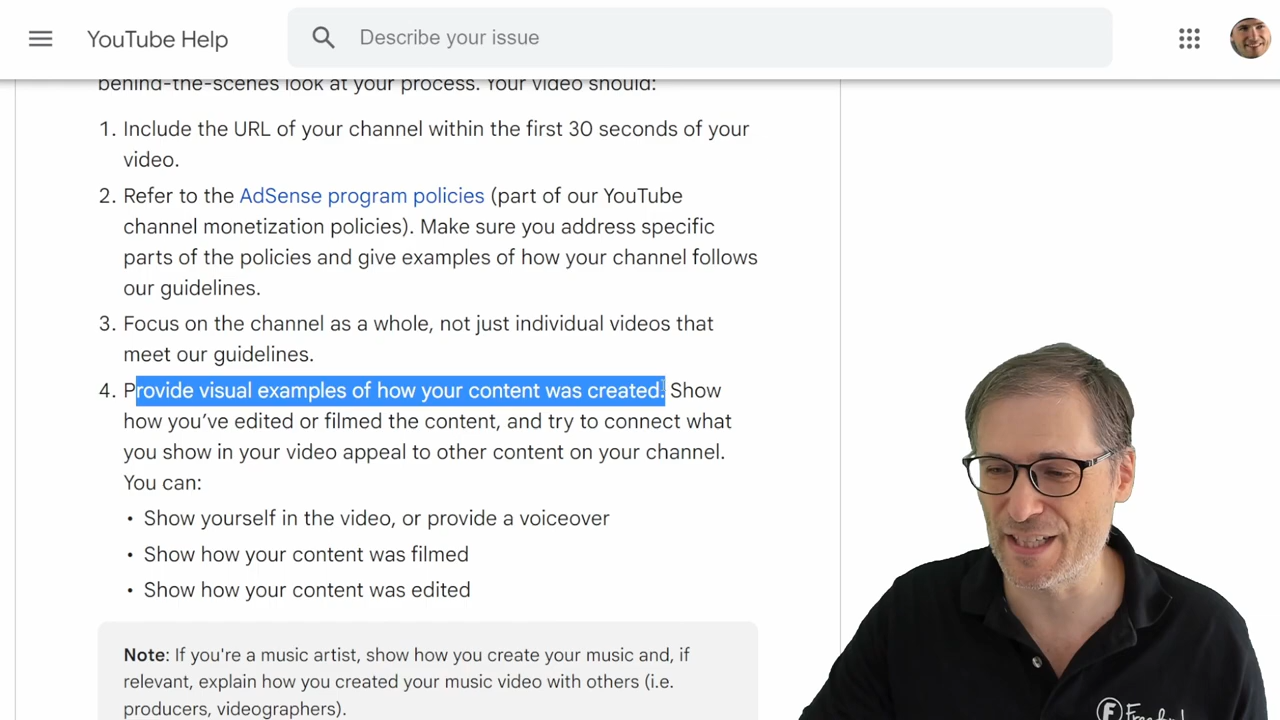 YouTube Help
Describe your issue
behind-the-scenes look at your process. Your video should:
1. Include the URL of your channel within the first 30 seconds of your
video.
2. Refer to the AdSense program policies (part of our YouTube
channel monetization policies). Make sure you address specific
parts of the policies and give examples of how your channel follows
our guidelines.
3. Focus on the channel as a whole, not just individual videos that
meet our guidelines.
4. Provide visual examples of how your content was created. Show
how you’ve edited or filmed the content, and try to connect what
you show in your video appeal to other content on your channel.
You can:
• Show yourself in the video, or provide a voiceover
• Show how your content was filmed
• Show how your content was edited
Note: If you're a music artist, show how you create your music and, if
relevant, explain how you created your music video with others (i.e.
producers, videographers).